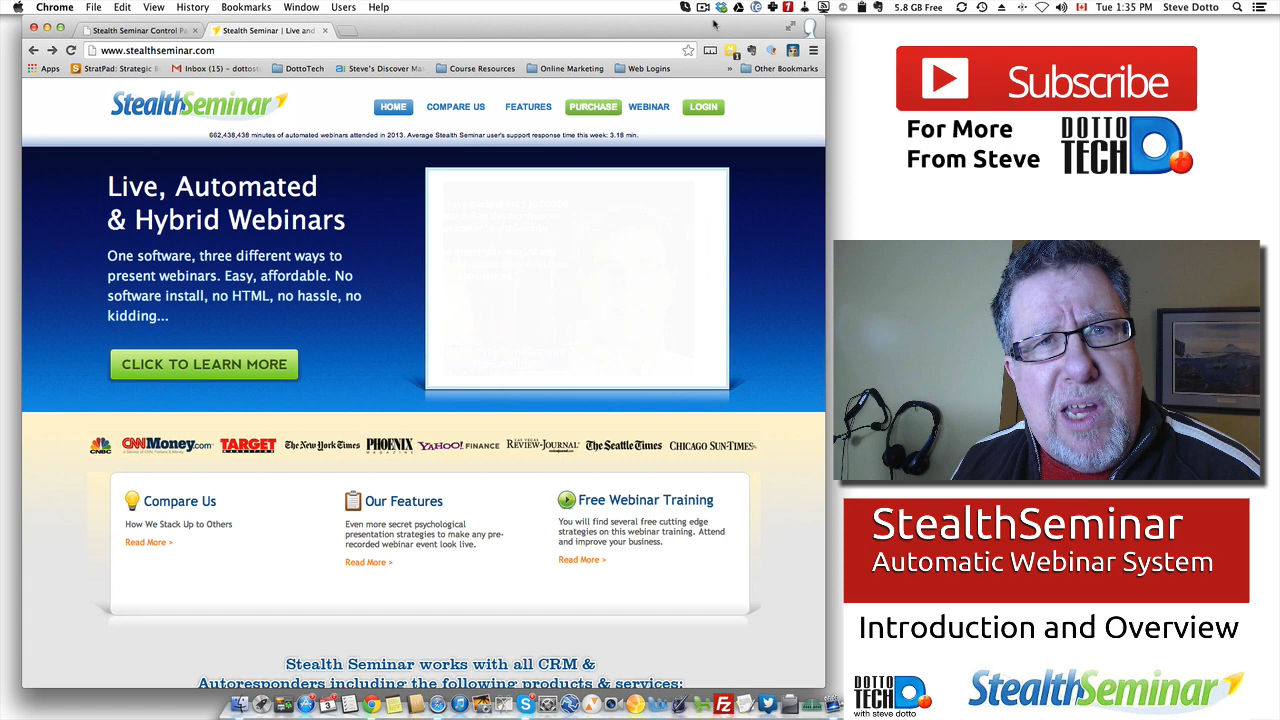 Chrome File Edit View History Bookmarks Window Users Help 5.8 GB Free Tue 1:35 PM Steve Dotto
Stealth Seminar Control Pa Stealth Seminar | Live and
www.stealthseminar.com
Apps StratPad: Strategic B Inbox (15) - dottost Steve's Discover Mas DottoTech Course Resources Online Marketing Web Logins » Other Bookmarks
StealthSeminar HOME COMPARE US FEATURES PURCHASE WEBINAR LOGIN
662,438,438 minutes of automated webinars attended in 2013. Average Stealth Seminar user's support response time this week: 3.16 min.
Live, Automated
& Hybrid Webinars
One software, three different ways to
present webinars. Easy, affordable. No
software install, no HTML, no hassle, no
kidding...
CLICK TO LEARN MORE
CNBC CNNMoney.com TARGET MARKETING The New York Times PHOENIX MAGAZINE YAHOO! FINANCE REVIEW-JOURNAL The Seattle Times CHICAGO SUN-TIMES
Compare Us
How We Stack Up to Others
Read More >
Our Features
Even more secret psychological
presentation strategies to make any pre-
recorded webinar event look live.
Read More >
Free Webinar Training
You will find several free cutting edge
strategies on this webinar training. Attend
and improve your business.
Read More >
Stealth Seminar works with all CRM &
Autoresponders including the following products & services:
Subscribe
For More
From Steve
DOTTO
TECH
StealthSeminar
Automatic Webinar System
Introduction and Overview
DOTTO
TECH
with steve dotto
StealthSeminar